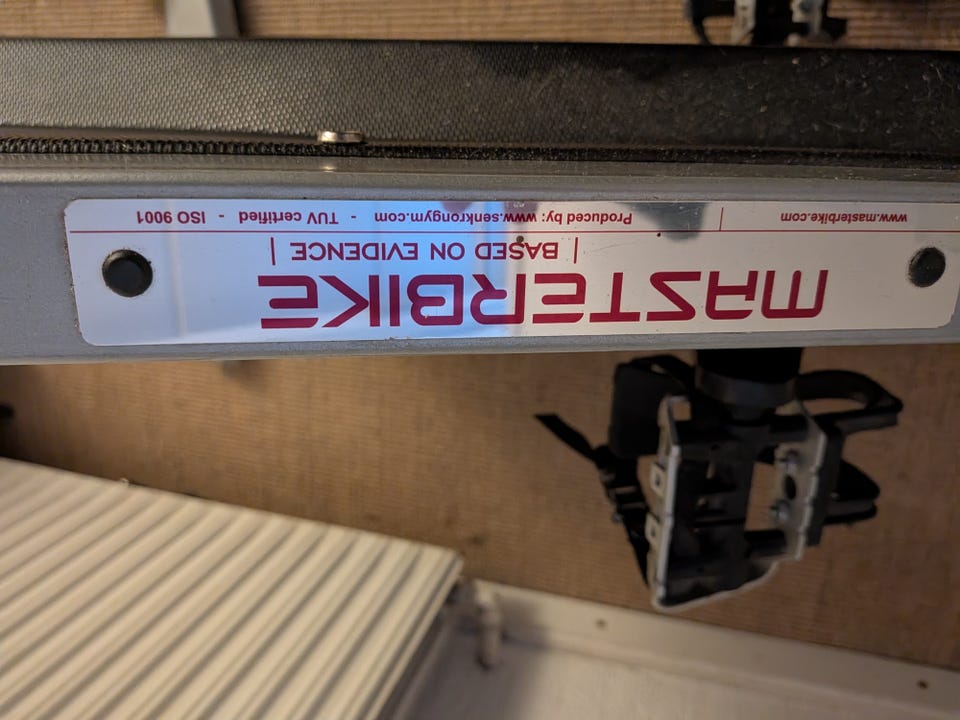 MASTERBIKE
| BASED ON EVIDENCE |
www.masterbike.com | Produced by: www.senkrongym.com - TUV certified - ISO 9001